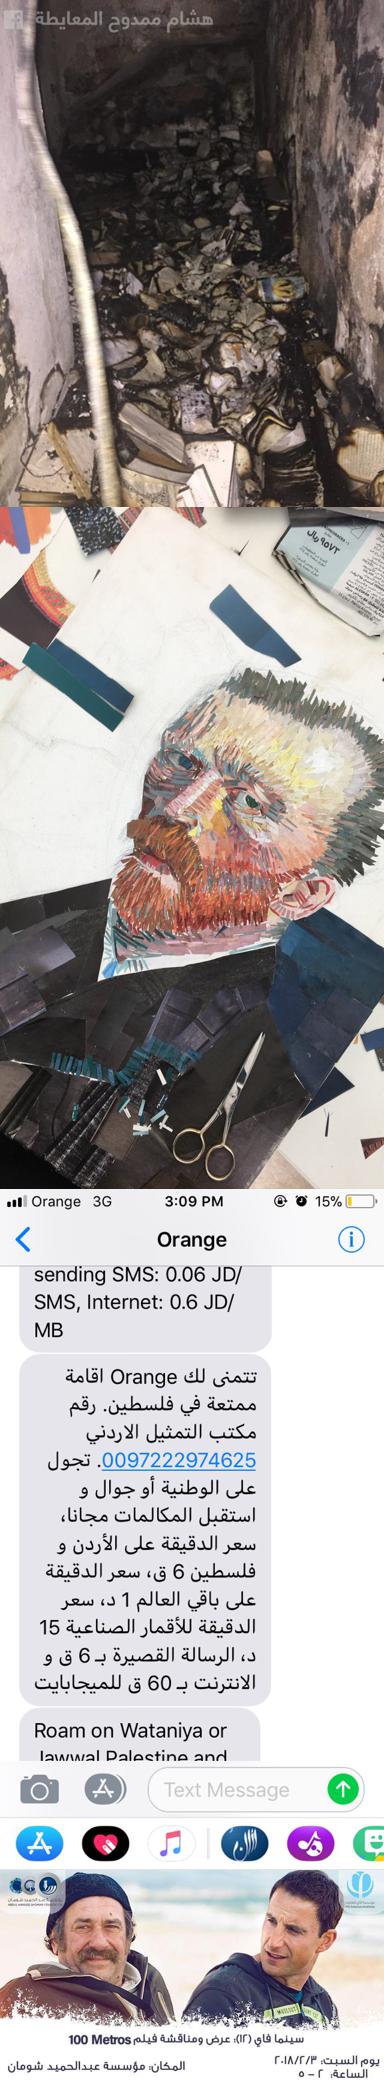 هشام ممدوح المعايطة
٩٥٧٣ ريال
Orange 3G 3:09 PM 15%
Orange
sending SMS: 0.06 JD/
SMS, Internet: 0.6 JD/
MB
تتمنى لك Orange اقامة
ممتعة في فلسطين. رقم
مكتب التمثيل الاردني
0097222974625. تجول
على الوطنية أو جوال و
استقبل المكالمات مجانا،
سعر الدقيقة على الأردن و
فلسطين 6 ق، سعر الدقيقة
على باقي العالم 1 د، سعر
الدقيقة للأقمار الصناعية 15
د، الرسالة القصيرة بـ 6 ق و
الانترنت بـ 60 ق للميجابايت
Roam on Wataniya or
Jawwal Palestine and
Text Message
سينما فاي (١٢): عرض ومناقشة فيلم 100 Metros
يوم السبت: ٢٠١٨/٢/٣
المكان: مؤسسة عبدالحميد شومان
الساعة: ٢ - ٥